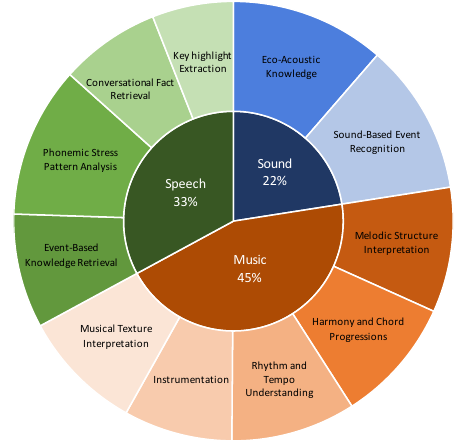 Key highlight
Extraction
Eco-Acoustic
Knowledge
Conversational Fact
Retrieval
Sound-Based Event
Recognition
Phonemic Stress
Pattern Analysis
Speech
33%
Sound
22%
Event-Based
Knowledge Retrieval
Music
45%
Melodic Structure
Interpretation
Musical Texture
Interpretation
Harmony and Chord
Progressions
Instrumentation
Rhythm and
Tempo
Understanding